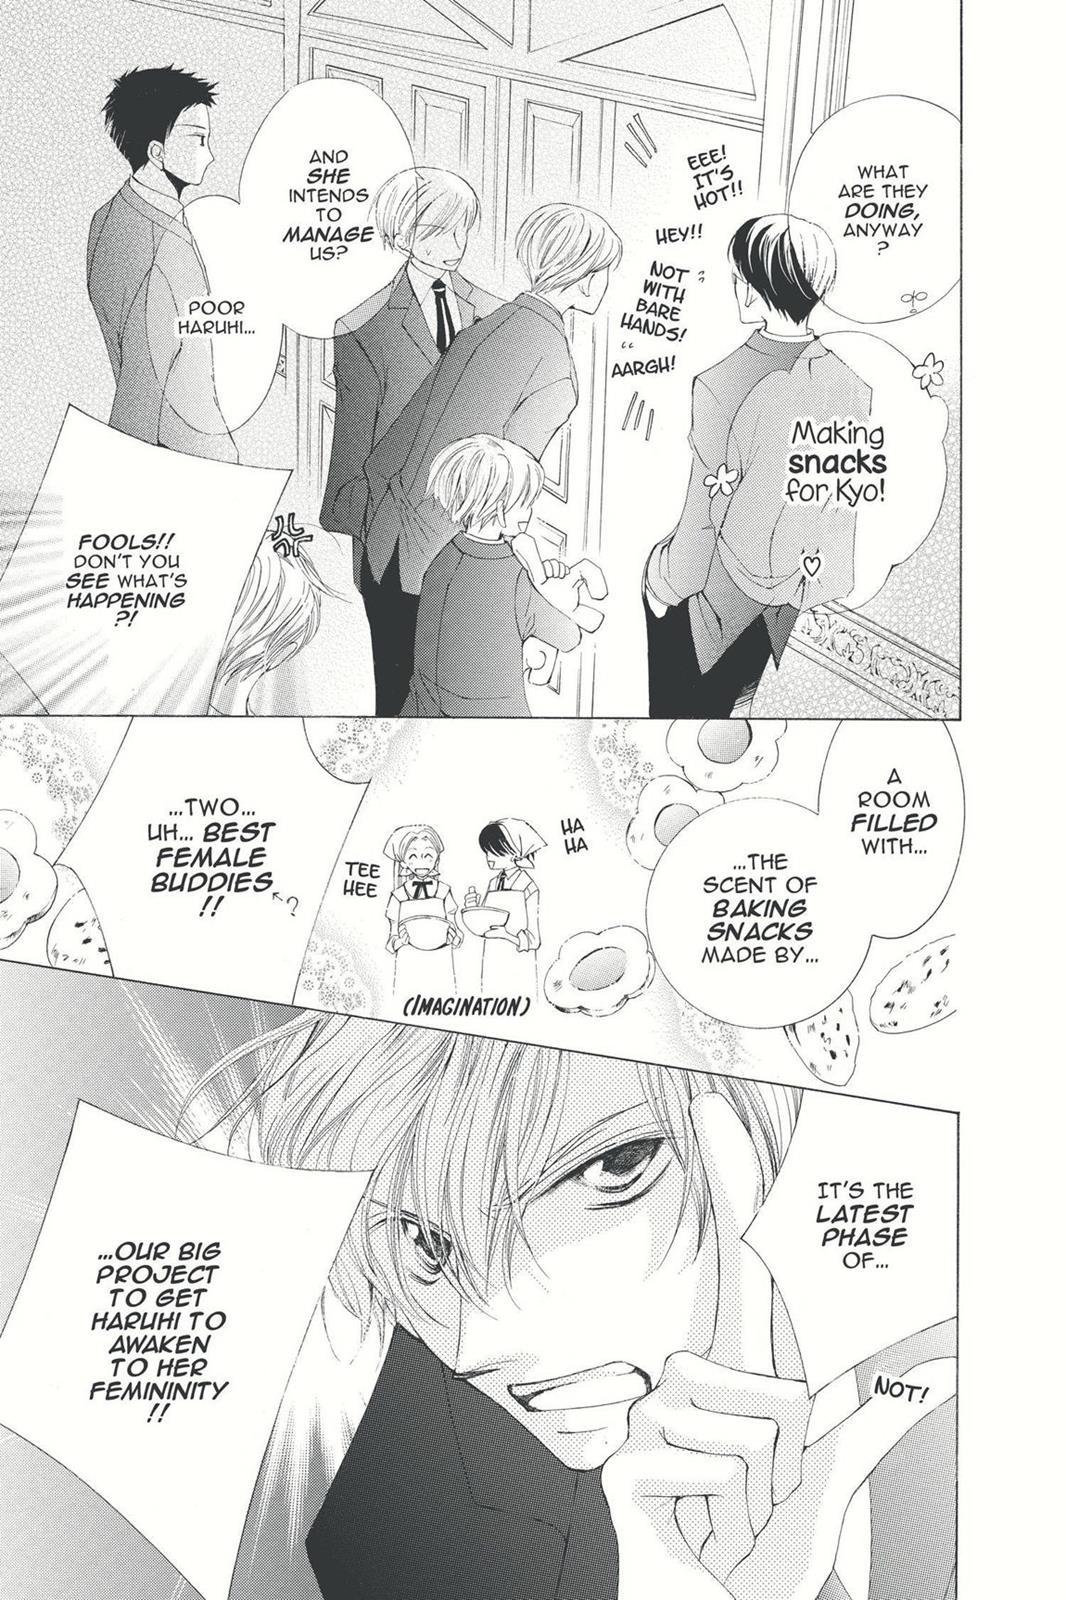 WHAT
ARE THEY
DOING,
ANYWAY
?
EEE!
IT'S
HOT!!
HEY!!
NOT
WITH
BARE
HANDS!
AARGH!
Making
snacks
for Kyo!
AND
SHE
INTENDS
TO
MANAGE
US?
POOR
HARUHI...
FOOLS!!
DON'T YOU
SEE WHAT'S
HAPPENING
?!
A
ROOM
FILLED
WITH...
...THE
SCENT OF
BAKING
SNACKS
MADE BY...
HA
HA
TEE
HEE
(IMAGINATION)
...TWO...
UH... BEST
FEMALE
BUDDIES
!!
?
IT'S THE
LATEST
PHASE
OF...
NOT!
...OUR BIG
PROJECT
TO GET
HARUHI TO
AWAKEN
TO HER
FEMININITY
!!